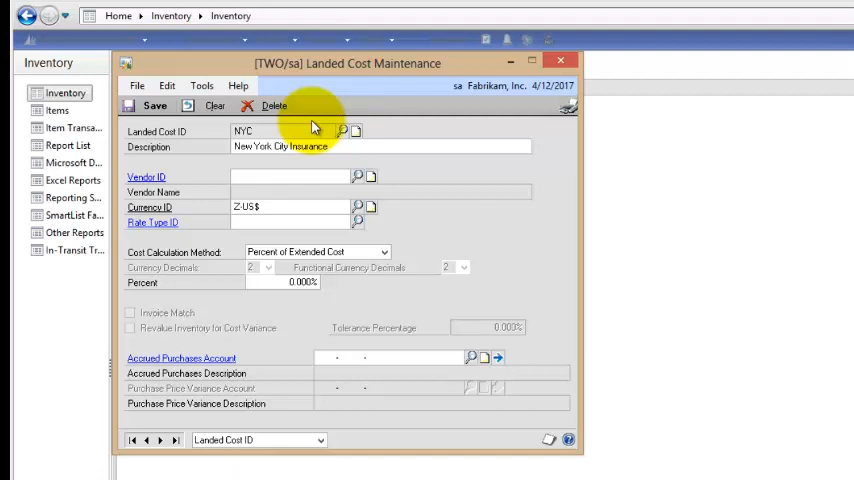 Home Inventory Inventory
[TWO/sa] Landed Cost Maintenance
Inventory
File Edit Tools Help
sa Fabrikam, Inc. 4/12/2017
Save Clear Delete
Inventory
Items
Item Transa...
Report List
Microsoft D...
Excel Reports
Reporting S...
SmartList Fa...
Other Reports
In-Transit Tr...
Landed Cost ID NYC
Description New York City Insurance
Vendor ID
Vendor Name
Currency ID Z-US$
Rate Type ID
Cost Calculation Method: Percent of Extended Cost
Currency Decimals: 2 Functional Currency Decimals 2
Percent 0.000%
Invoice Match
Revalue Inventory for Cost Variance Tolerance Percentage 0.000%
Accrued Purchases Account - -
Accrued Purchases Description
Purchase Price Variance Account - -
Purchase Price Variance Description
Landed Cost ID